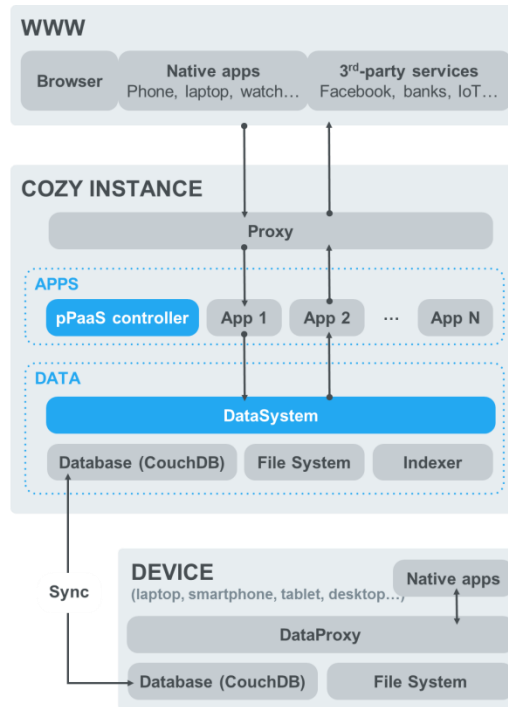 WWW
Browser
Native apps
Phone, laptop, watch…
3rd-party services
Facebook, banks, IoT…
COZY INSTANCE
Proxy
APPS
pPaaS controller
App 1
App 2
...
App N
DATA
DataSystem
Database (CouchDB)
File System
Indexer
Sync
DEVICE
(laptop, smartphone, tablet, desktop…)
Native apps
DataProxy
Database (CouchDB)
File System